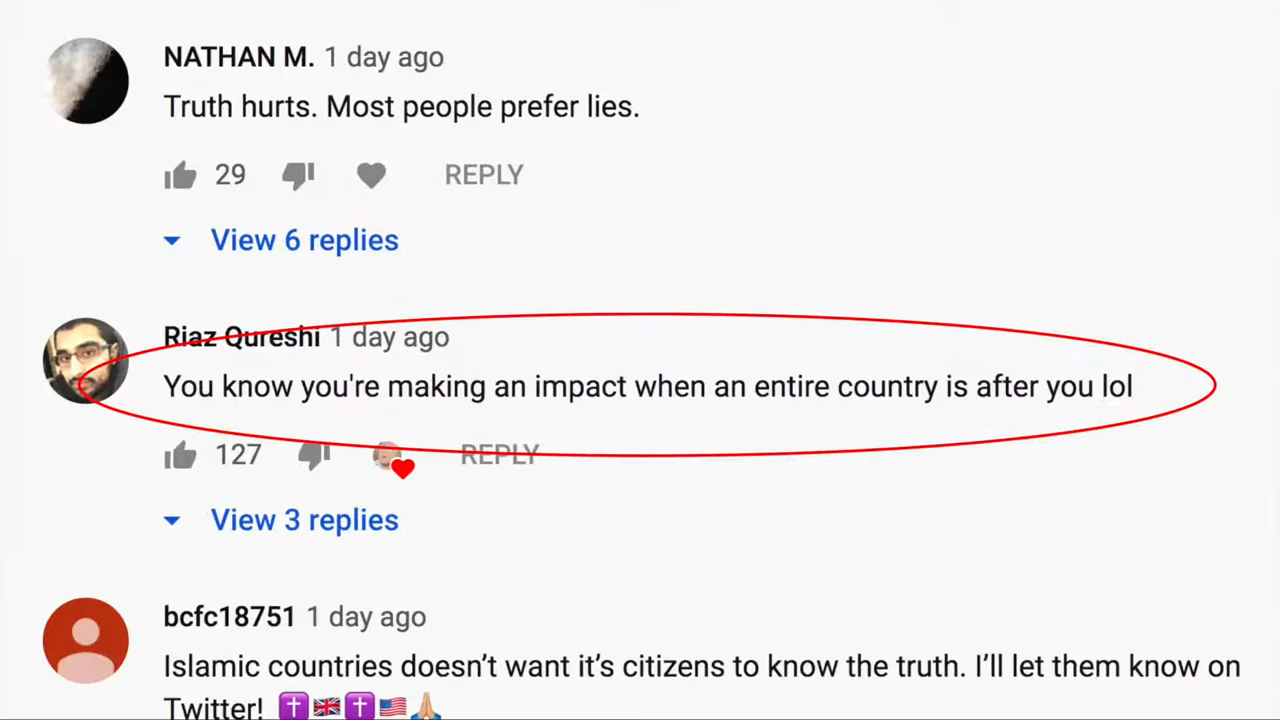 NATHAN M. 1 day ago
Truth hurts. Most people prefer lies.
29 REPLY
View 6 replies
Riaz Qureshi 1 day ago
You know you're making an impact when an entire country is after you lol
127 REPLY
View 3 replies
bcfc18751 1 day ago
Islamic countries doesn’t want it’s citizens to know the truth. I’ll let them know on
Twitter! ✝️🇬🇧✝️🇺🇸🙏🏼